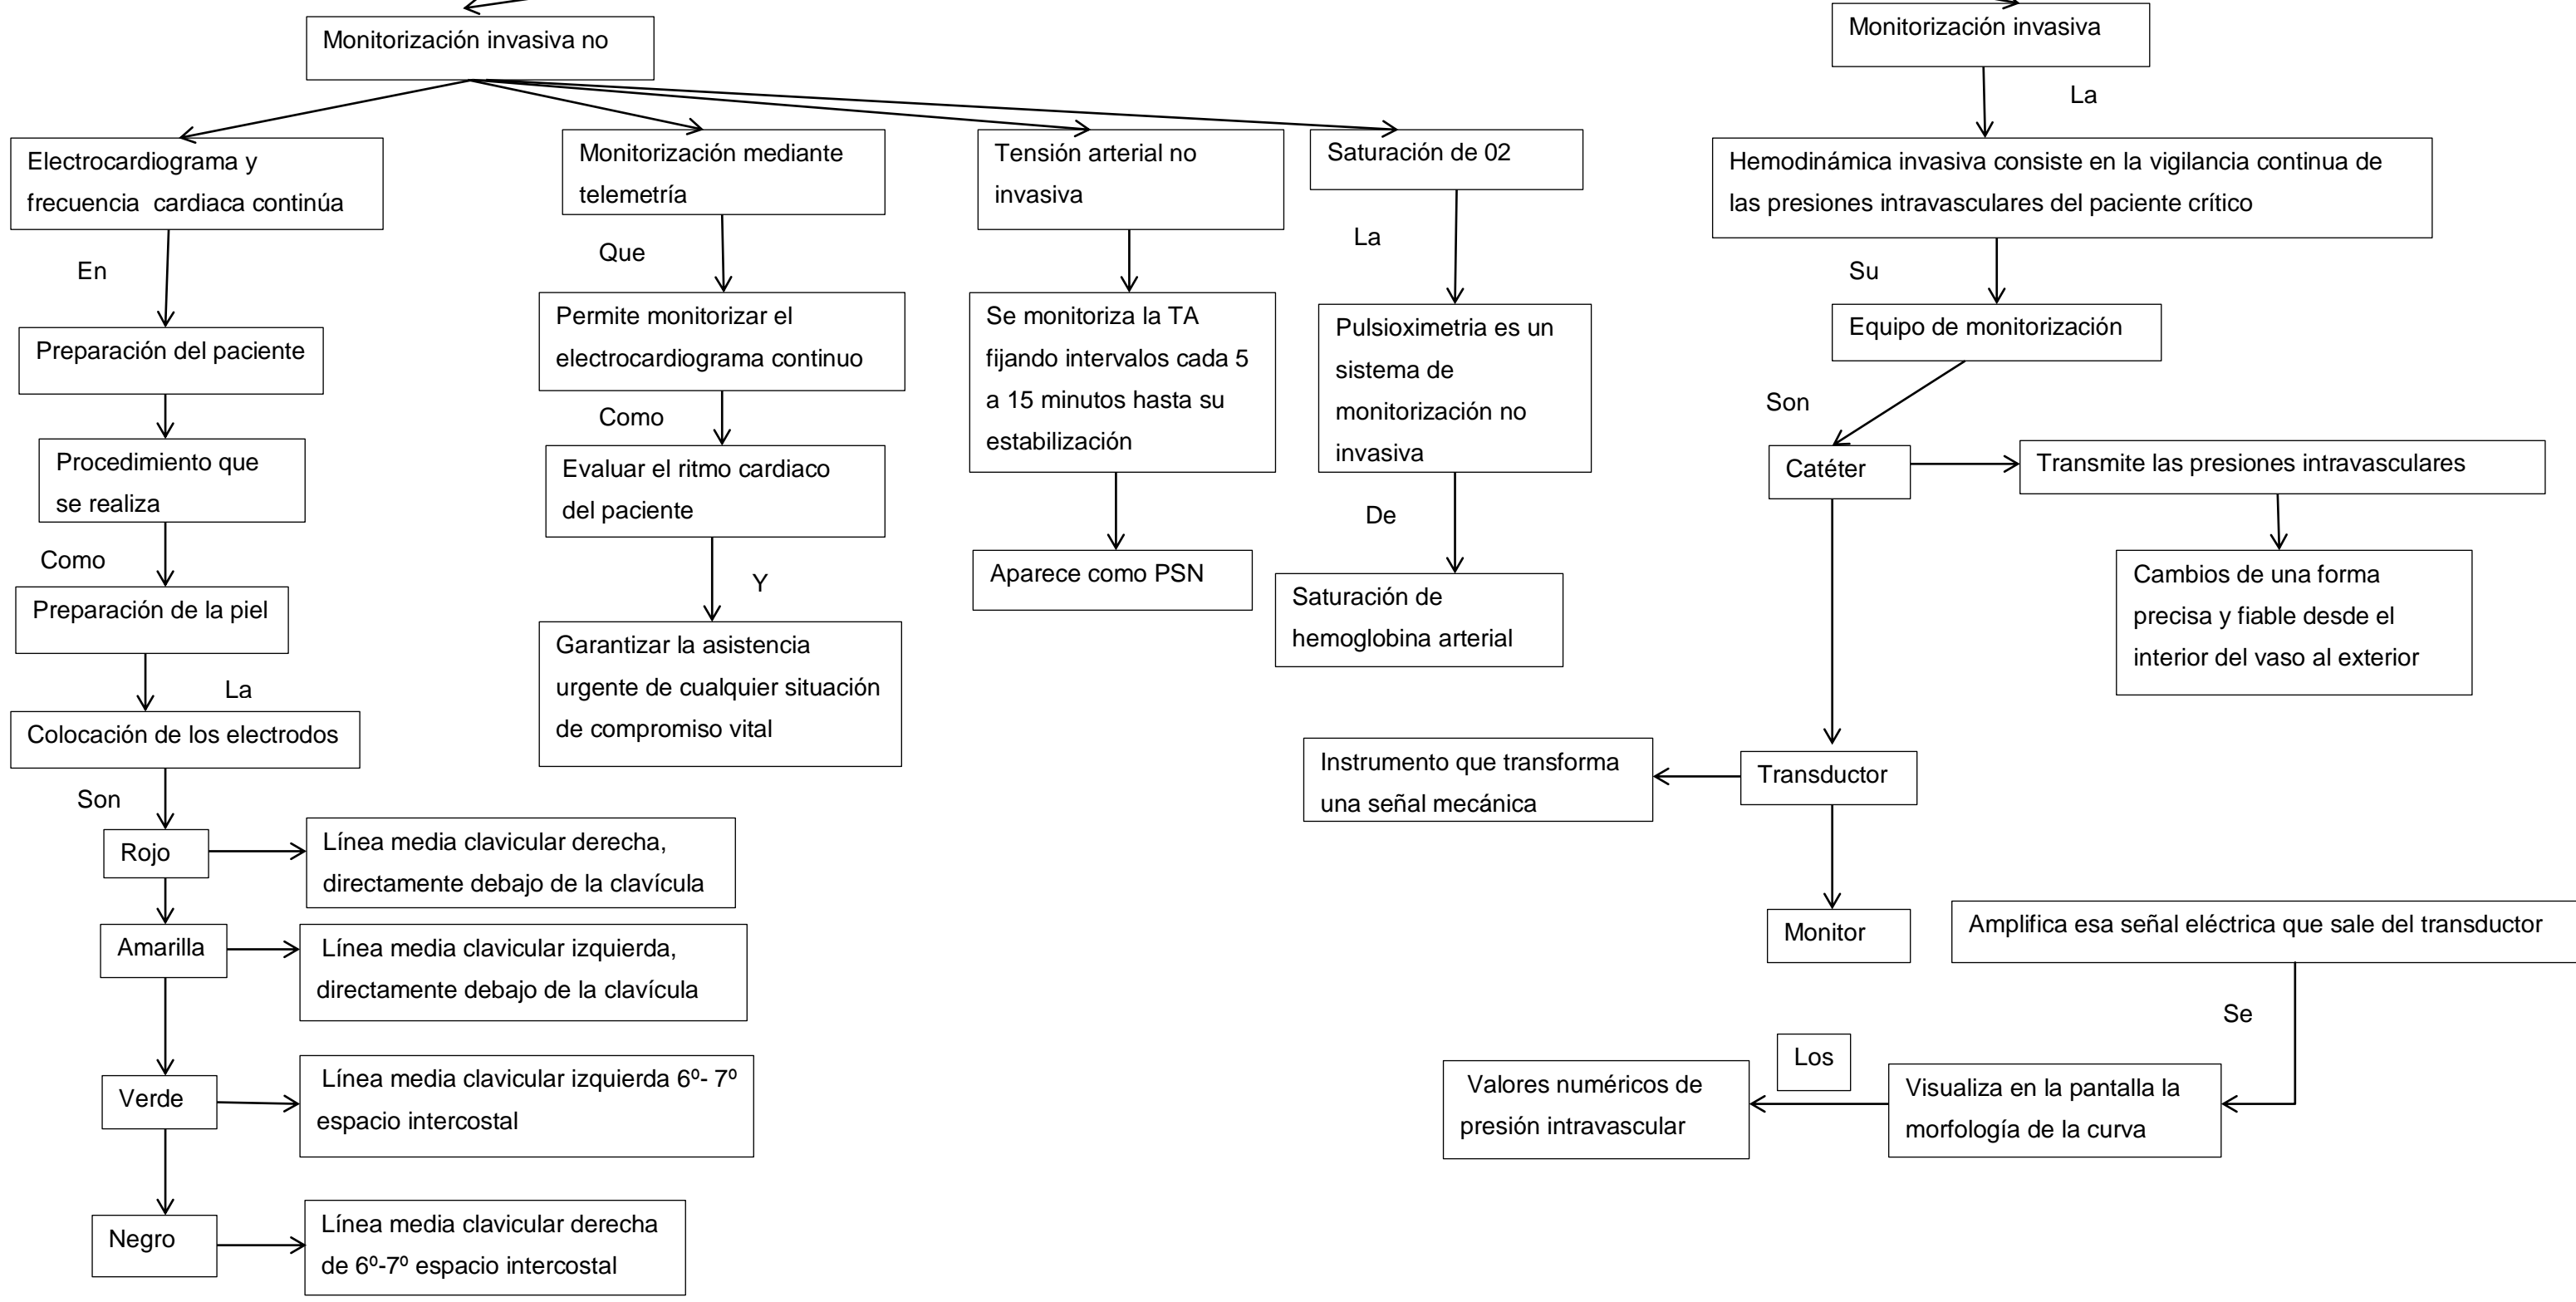 Monitorización invasiva no
Electrocardiograma y
frecuencia  cardiaca continúa
En
Preparación del paciente
Procedimiento que
se realiza
Como
Preparación de la piel
La
Colocación de los electrodos
Son
Rojo
Línea media clavicular derecha,
directamente debajo de la clavícula
Amarilla
Línea media clavicular izquierda,
directamente debajo de la clavícula
Verde
Línea media clavicular izquierda 6º- 7º
espacio intercostal
Negro
Línea media clavicular derecha
de 6º-7º espacio intercostal
Monitorización mediante
telemetría
Que
Permite monitorizar el
electrocardiograma continuo
Como
Evaluar el ritmo cardiaco
del paciente
Y
Garantizar la asistencia
urgente de cualquier situación
de compromiso vital
Tensión arterial no
invasiva
Se monitoriza la TA
fijando intervalos cada 5
a 15 minutos hasta su
estabilización
Aparece como PSN
Saturación de 02
La
Pulsioximetria es un
sistema de
monitorización no
invasiva
De
Saturación de
hemoglobina arterial
Monitorización invasiva
La
Hemodinámica invasiva consiste en la vigilancia continua de
las presiones intravasculares del paciente crítico
Su
Equipo de monitorización
Son
Catéter
Transmite las presiones intravasculares
Cambios de una forma
precisa y fiable desde el
interior del vaso al exterior
Transductor
Instrumento que transforma
una señal mecánica
Monitor
Amplifica esa señal eléctrica que sale del transductor
Se
Visualiza en la pantalla la
morfología de la curva
Los
Valores numéricos de
presión intravascular